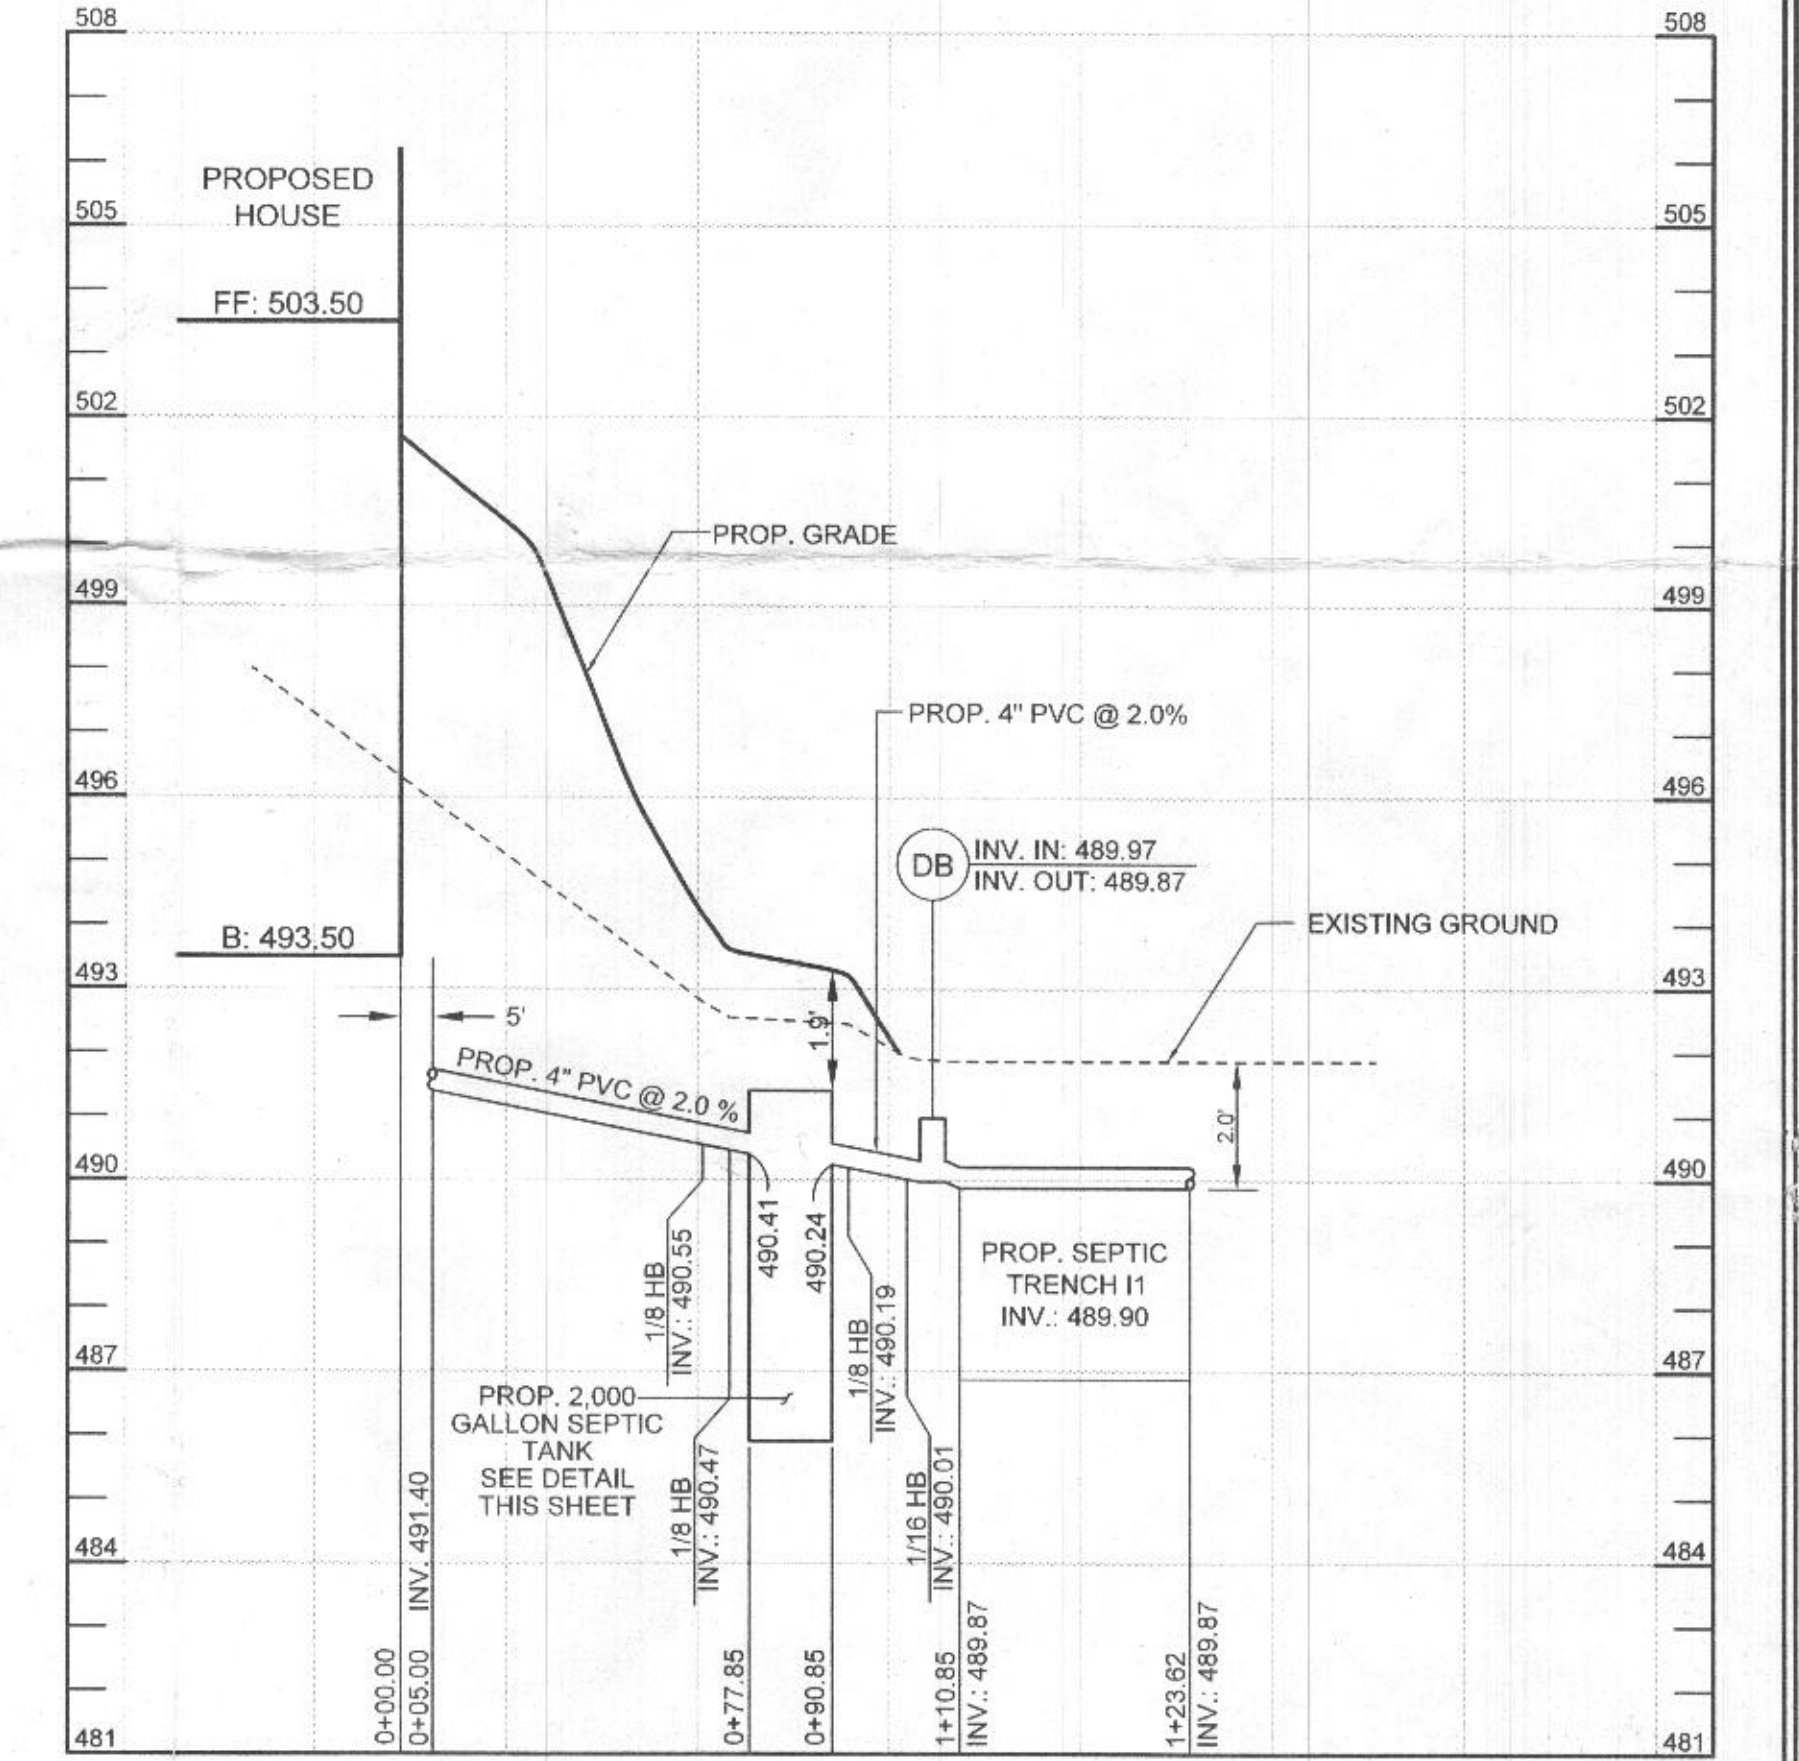 508
508
PROPOSED
HOUSE
505
505
FF: 503.50
502
502
PROP. GRADE
499
499
PROP. 4" PVC @ 2.0%
496
496
DB
INV. IN: 489.97
INV. OUT: 489.87
EXISTING GROUND
B: 493.50
493
493
5'
1.9'
PROP. 4" PVC @ 2.0 %
2.0'
490
490
490.41
490.24
1/8 HB
INV.: 490.55
1/8 HB
INV.: 490.19
PROP. SEPTIC
TRENCH I1
INV.: 489.90
487
487
PROP. 2,000
GALLON SEPTIC
TANK
SEE DETAIL
THIS SHEET
1/8 HB
INV.: 490.47
1/16 HB
INV.: 490.01
484
484
0+00.00
0+05.00
INV. 491.40
0+77.85
0+90.85
1+10.85
INV.: 489.87
1+23.62
INV.: 489.87
481
481